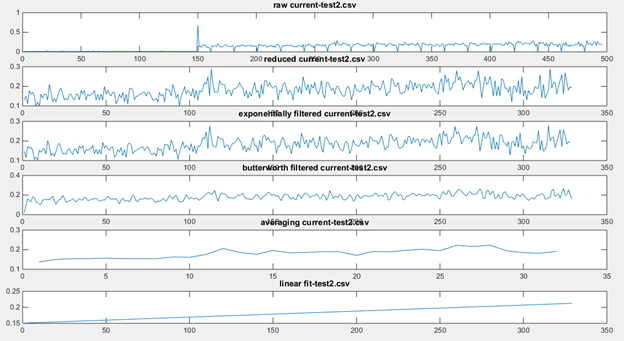 raw current-test2.csv
1
0.5
0
0 50 100 150 200 250 300 350 400 450 500
reduced current-test2.csv
0.3
0.2
0.1
0 50 100 150 200 250 300 350
exponentially filtered current-test2.csv
0.3
0.2
0.1
0 50 100 150 200 250 300 350
butterworth filtered current-test2.csv
0.4
0.2
0
0 50 100 150 200 250 300 350
averaging current-test2.csv
0.3
0.2
0.1
0 5 10 15 20 25 30 35
linear fit-test2.csv
0.25
0.2
0.15
0 50 100 150 200 250 300 350